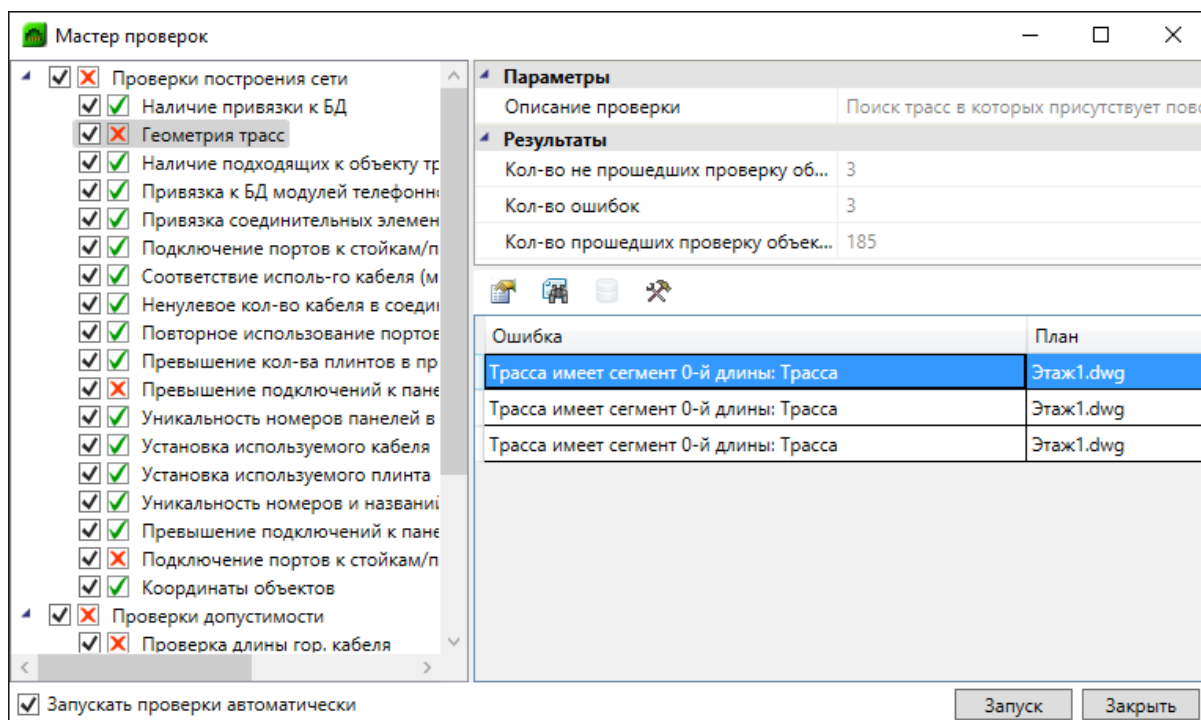 Мастер проверок
Проверки построения сети
Наличие привязки к БД
Геометрия трасс
Наличие подходящих к объекту тр
Привязка к БД модулей телефонн
Привязка соединительных элемен
Подключение портов к стойкам/п
Соответствие исполь-го кабеля (м
Ненулевое кол-во кабеля в соеди
Повторное использование портов
Превышение кол-ва плинтов в пр
Превышение подключений к пане
Уникальность номеров панелей в
Установка используемого кабеля
Установка используемого плинта
Уникальность номеров и названи
Превышение подключений к пане
Подключение портов к стойкам/п
Координаты объектов
Проверки допустимости
Проверка длины гор. кабеля
Параметры
Описание проверки Поиск трасс в которых присутствует пово
Результаты
Кол-во не прошедших проверку об... 3
Кол-во ошибок 3
Кол-во прошедших проверку объек... 185
Ошибка План
Трасса имеет сегмент 0-й длины: Трасса Этаж1.dwg
Трасса имеет сегмент 0-й длины: Трасса Этаж1.dwg
Трасса имеет сегмент 0-й длины: Трасса Этаж1.dwg
Запускать проверки автоматически
Запуск Закрыть